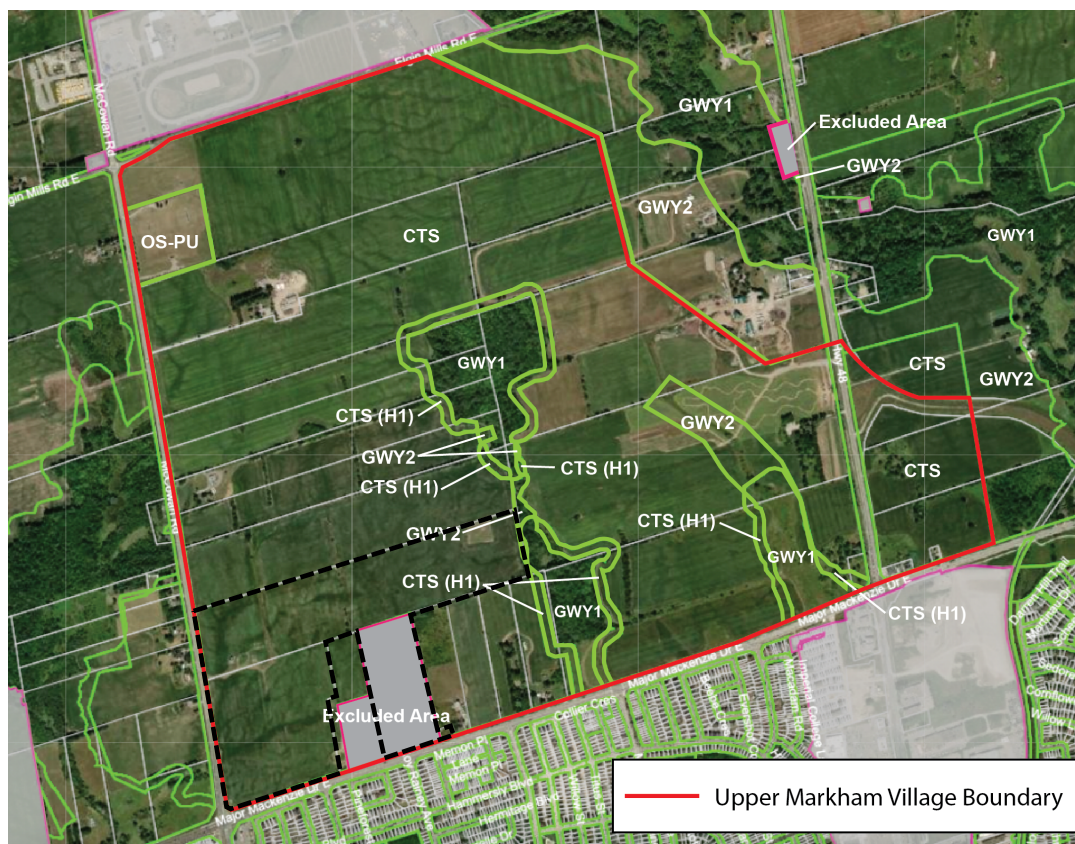 Elgin Mills Rd E
McCowan Rd
GWY1
Excluded Area
GWY2
Elgin Mills Rd E
GWY2
OS-PU
CTS
GWY1
Hwy 48
GWY1
CTS
GWY2
CTS (H1)
GWY2
GWY2
CTS (H1)
CTS
CTS (H1)
McCowan Rd
CTS (H1)
GWY2
GWY1
CTS (H1)
GWY1
Major Mackenzie Dr E
CTS (H1)
Major Mackenzie Dr E
Excluded Area
Collier Cres
Memon Pl
Lane
Memon Pl
Hammersly Blvd
Hermitage Blvd
Major Mackenzie Dr E
Upper Markham Village Boundary